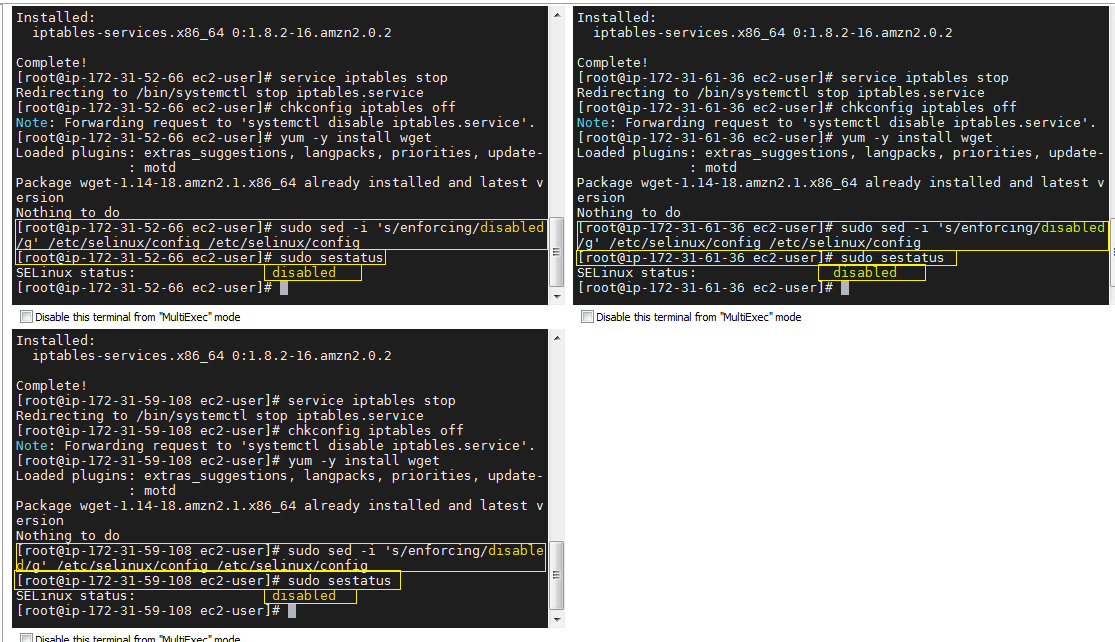 Installed:
  iptables-services.x86_64 0:1.8.2-16.amzn2.0.2
Complete!
[root@ip-172-31-52-66 ec2-user]# service iptables stop
Redirecting to /bin/systemctl stop iptables.service
[root@ip-172-31-52-66 ec2-user]# chkconfig iptables off
Note: Forwarding request to 'systemctl disable iptables.service'.
[root@ip-172-31-52-66 ec2-user]# yum -y install wget
Loaded plugins: extras_suggestions, langpacks, priorities, update-
              : motd
Package wget-1.14-18.amzn2.1.x86_64 already installed and latest v
ersion
Nothing to do
[root@ip-172-31-52-66 ec2-user]# sudo sed -i 's/enforcing/disabled
/g' /etc/selinux/config /etc/selinux/config
[root@ip-172-31-52-66 ec2-user]# sudo sestatus
SELinux status:                 disabled
[root@ip-172-31-52-66 ec2-user]#
Disable this terminal from "MultiExec" mode
Installed:
  iptables-services.x86_64 0:1.8.2-16.amzn2.0.2
Complete!
[root@ip-172-31-61-36 ec2-user]# service iptables stop
Redirecting to /bin/systemctl stop iptables.service
[root@ip-172-31-61-36 ec2-user]# chkconfig iptables off
Note: Forwarding request to 'systemctl disable iptables.service'.
[root@ip-172-31-61-36 ec2-user]# yum -y install wget
Loaded plugins: extras_suggestions, langpacks, priorities, update-
              : motd
Package wget-1.14-18.amzn2.1.x86_64 already installed and latest v
ersion
Nothing to do
[root@ip-172-31-61-36 ec2-user]# sudo sed -i 's/enforcing/disabled
/g' /etc/selinux/config /etc/selinux/config
[root@ip-172-31-61-36 ec2-user]# sudo sestatus
SELinux status:                 disabled
[root@ip-172-31-61-36 ec2-user]#
Disable this terminal from "MultiExec" mode
Installed:
  iptables-services.x86_64 0:1.8.2-16.amzn2.0.2
Complete!
[root@ip-172-31-59-108 ec2-user]# service iptables stop
Redirecting to /bin/systemctl stop iptables.service
[root@ip-172-31-59-108 ec2-user]# chkconfig iptables off
Note: Forwarding request to 'systemctl disable iptables.service'.
[root@ip-172-31-59-108 ec2-user]# yum -y install wget
Loaded plugins: extras_suggestions, langpacks, priorities, update-
              : motd
Package wget-1.14-18.amzn2.1.x86_64 already installed and latest v
ersion
Nothing to do
[root@ip-172-31-59-108 ec2-user]# sudo sed -i 's/enforcing/disable
d/g' /etc/selinux/config /etc/selinux/config
[root@ip-172-31-59-108 ec2-user]# sudo sestatus
SELinux status:                 disabled
[root@ip-172-31-59-108 ec2-user]#
Disable this terminal from "MultiExec" mode